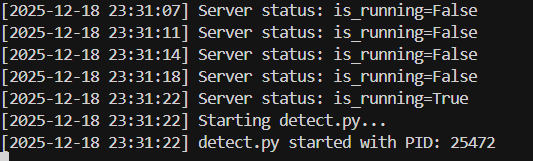 [2025-12-18 23:31:07] Server status: is_running=False
[2025-12-18 23:31:11] Server status: is_running=False
[2025-12-18 23:31:14] Server status: is_running=False
[2025-12-18 23:31:18] Server status: is_running=False
[2025-12-18 23:31:22] Server status: is_running=True
[2025-12-18 23:31:22] Starting detect.py...
[2025-12-18 23:31:22] detect.py started with PID: 25472